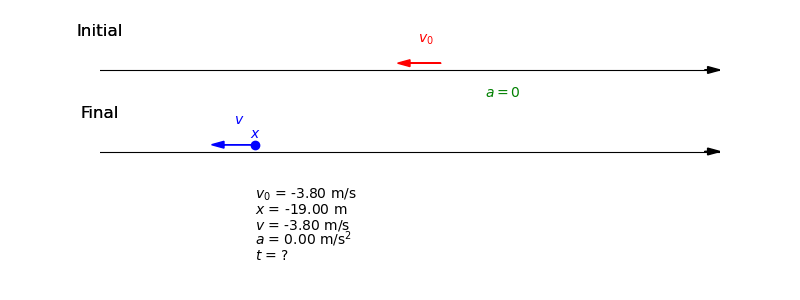 Initial
v₀
a = 0
Final
v
x
v₀ = -3.80 m/s
x = -19.00 m
v = -3.80 m/s
a = 0.00 m/s²
t = ?